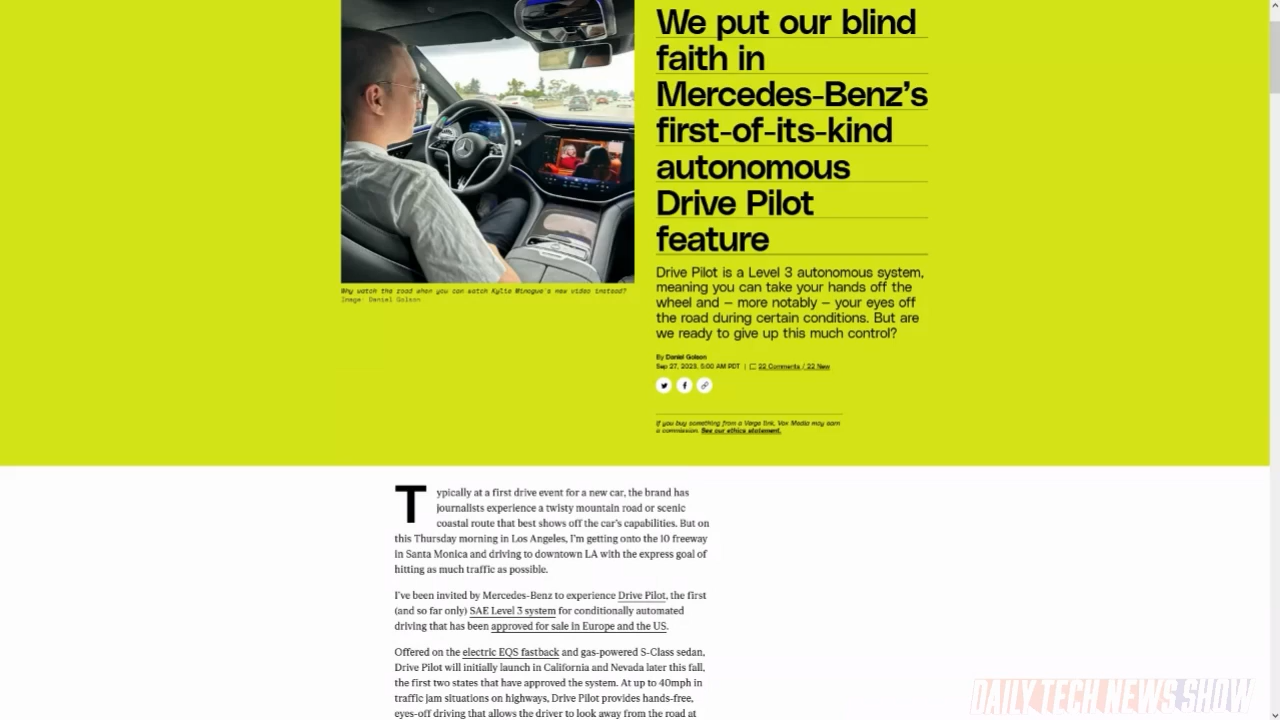 We put our blind
faith in
Mercedes-Benz's
first-of-its-kind
autonomous
Drive Pilot
feature
Drive Pilot is a Level 3 autonomous system,
meaning you can take your hands off the
wheel and — more notably — your eyes off
the road during certain conditions. But are
we ready to give up this much control?
Why watch the road when you can watch Kylie Minogue's new video instead?
Image: Daniel Golson
By Daniel Golson
Sep 27, 2023, 5:00 AM PDT | 22 Comments / 22 New
If you buy something from a Verge link, Vox Media may earn
a commission. See our ethics statement.
Typically at a first drive event for a new car, the brand has
journalists experience a twisty mountain road or scenic
coastal route that best shows off the car's capabilities. But on
this Thursday morning in Los Angeles, I'm getting onto the 10 freeway
in Santa Monica and driving to downtown LA with the express goal of
hitting as much traffic as possible.
I've been invited by Mercedes-Benz to experience Drive Pilot, the first
(and so far only) SAE Level 3 system for conditionally automated
driving that has been approved for sale in Europe and the US.
Offered on the electric EQS fastback and gas-powered S-Class sedan,
Drive Pilot will initially launch in California and Nevada later this fall,
the first two states that have approved the system. At up to 40mph in
traffic jam situations on highways, Drive Pilot provides hands-free,
eyes-off driving that allows the driver to look away from the road at
DAILY TECH NEWS SHOW